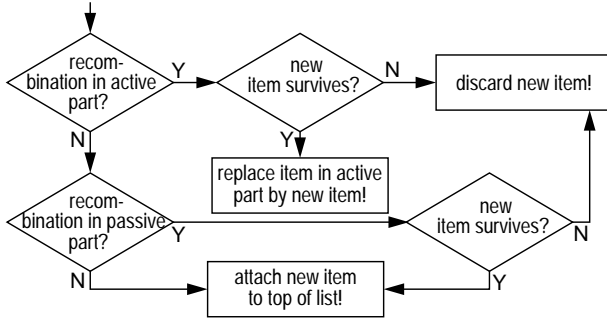 recom-
bination in active
part?
Y
new
item survives?
N
discard new item!
N
Y
replace item in active
part by new item!
recom-
bination in passive
part?
Y
new
item survives?
N
N
Y
attach new item
to top of list!